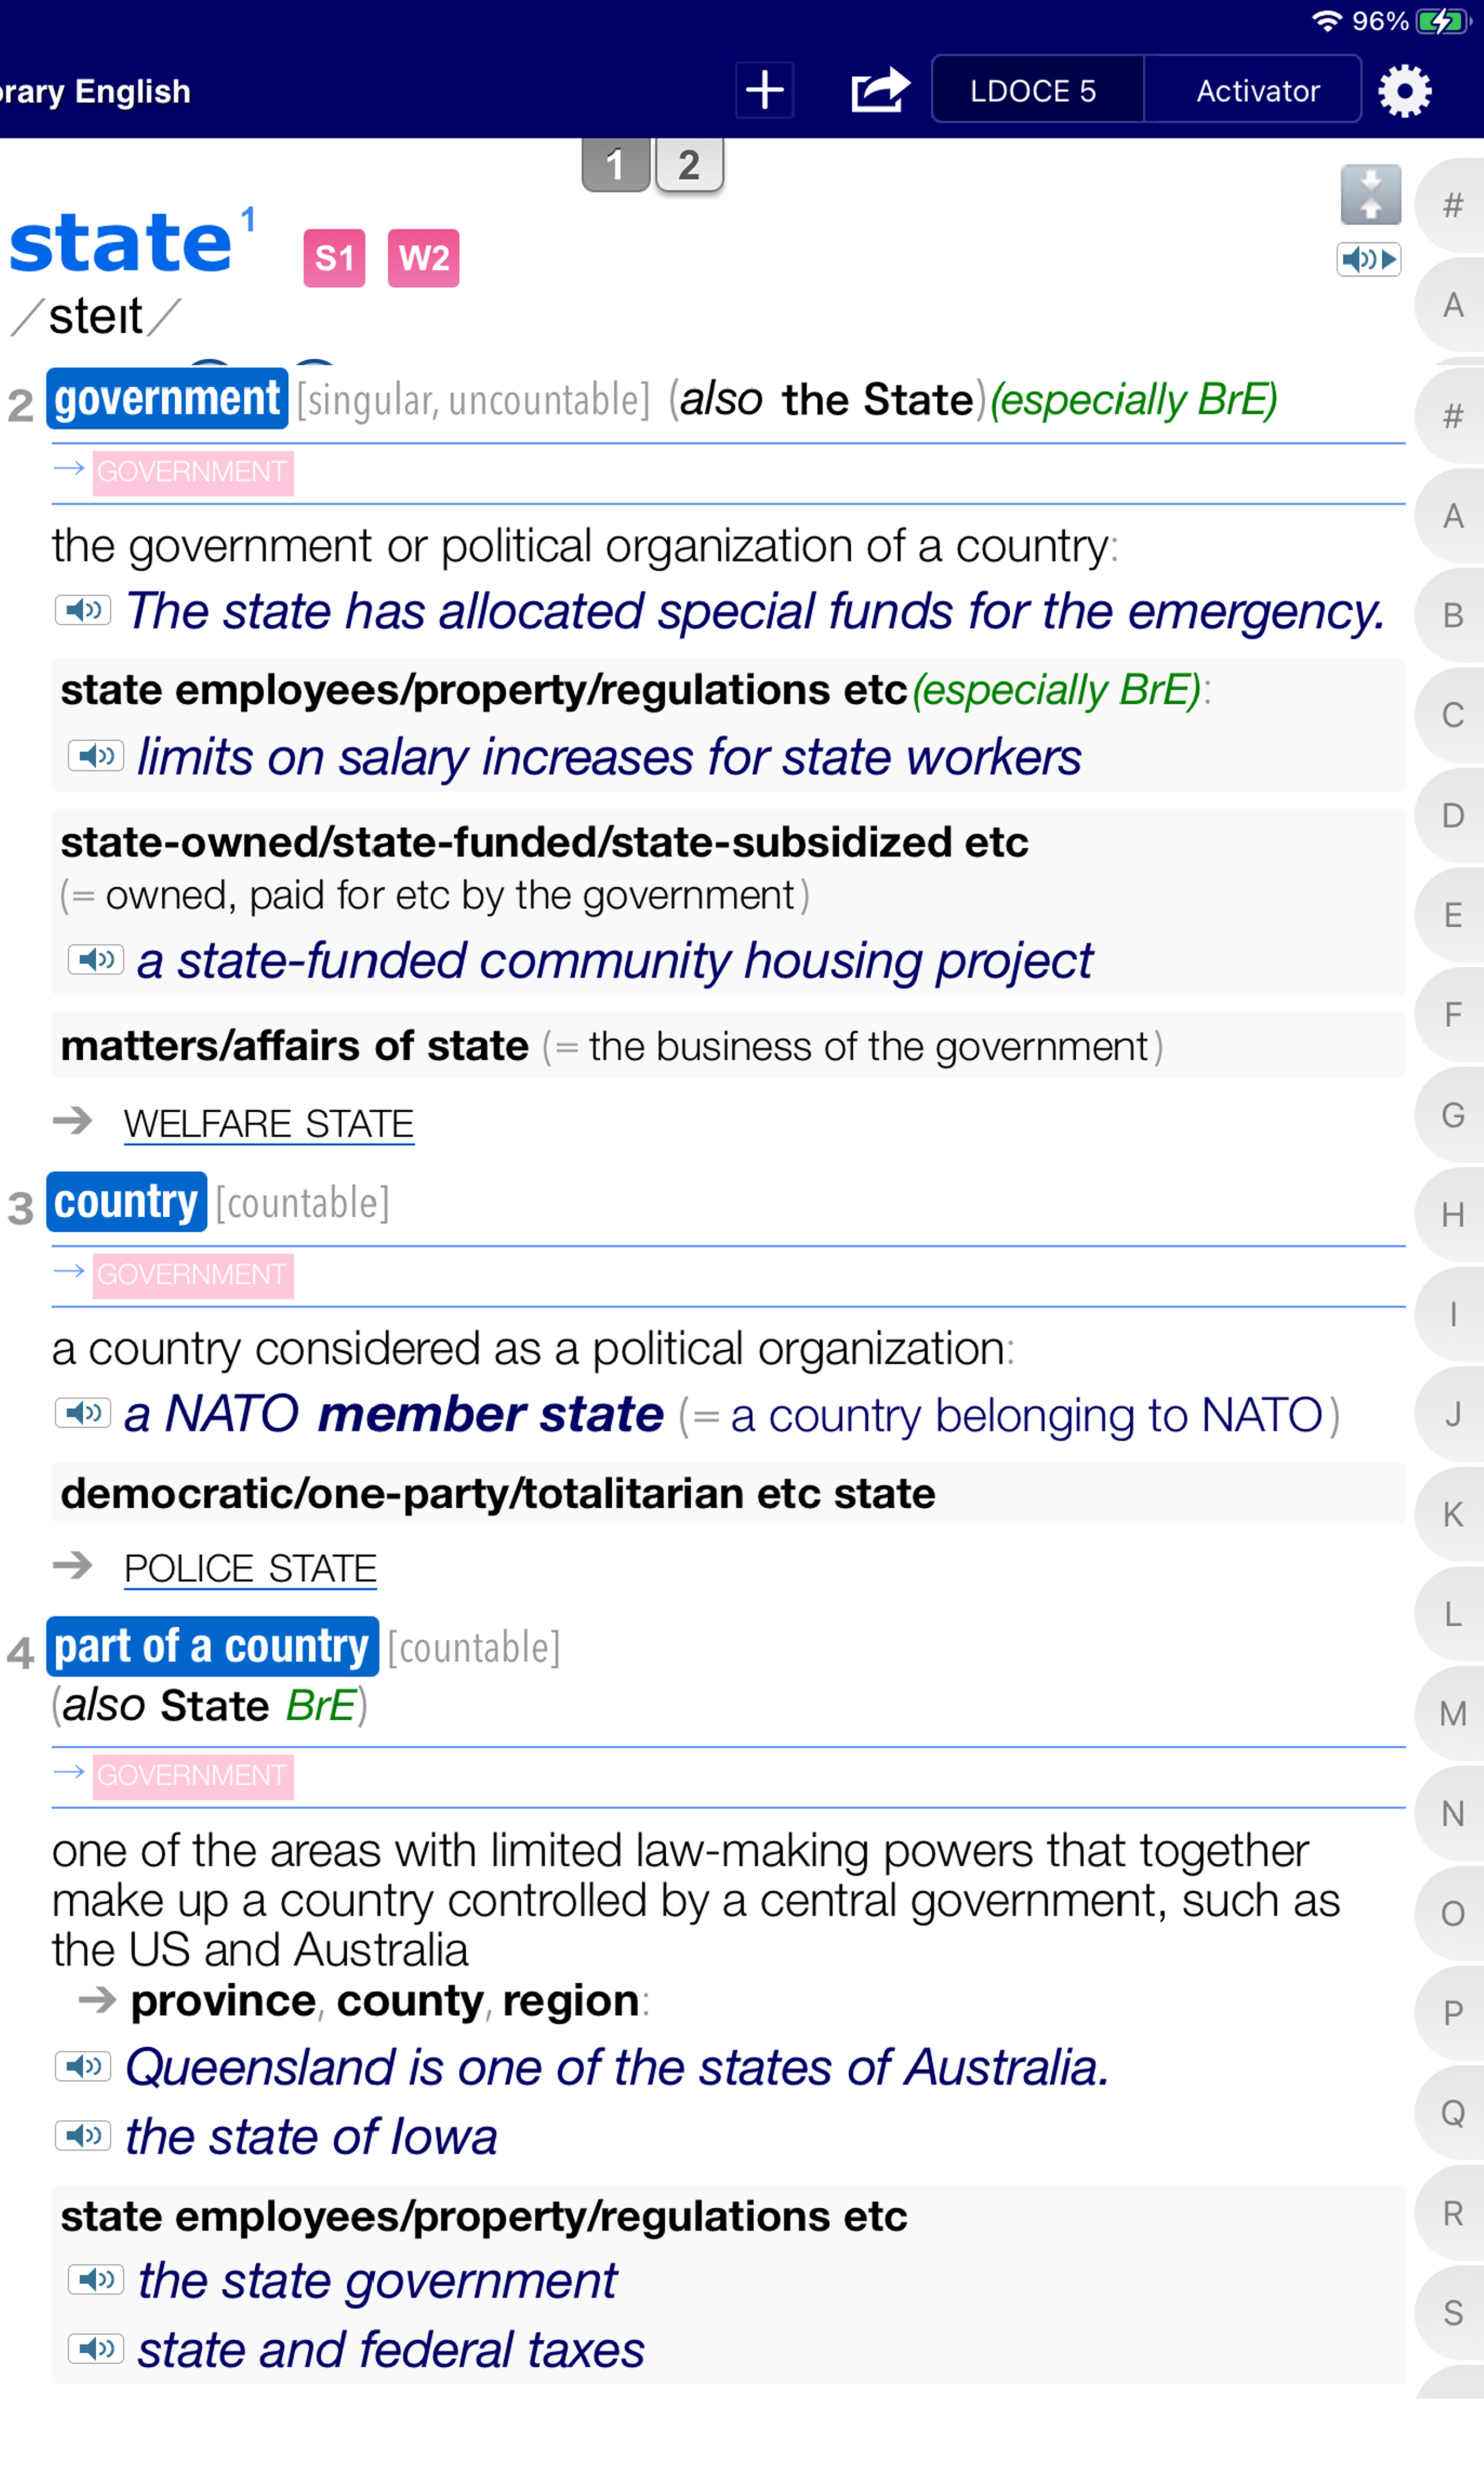 96%
brary English
LDOCE 5
Activator
1 2
#
state 1 S1 W2
A
/steɪt/
2 government [singular, uncountable] (also the State)(especially BrE)
#
→ GOVERNMENT
A
the government or political organization of a country:
The state has allocated special funds for the emergency.
B
state employees/property/regulations etc(especially BrE):
C
limits on salary increases for state workers
D
state-owned/state-funded/state-subsidized etc
(= owned, paid for etc by the government)
E
a state-funded community housing project
F
matters/affairs of state (= the business of the government)
G
➔ WELFARE STATE
3 country [countable]
H
→ GOVERNMENT
I
a country considered as a political organization:
a NATO member state (= a country belonging to NATO)
J
democratic/one-party/totalitarian etc state
K
➔ POLICE STATE
L
4 part of a country [countable]
(also State BrE)
M
→ GOVERNMENT
N
one of the areas with limited law-making powers that together
make up a country controlled by a central government, such as
O
the US and Australia
➔ province, county, region:
P
Queensland is one of the states of Australia.
Q
the state of Iowa
R
state employees/property/regulations etc
the state government
S
state and federal taxes